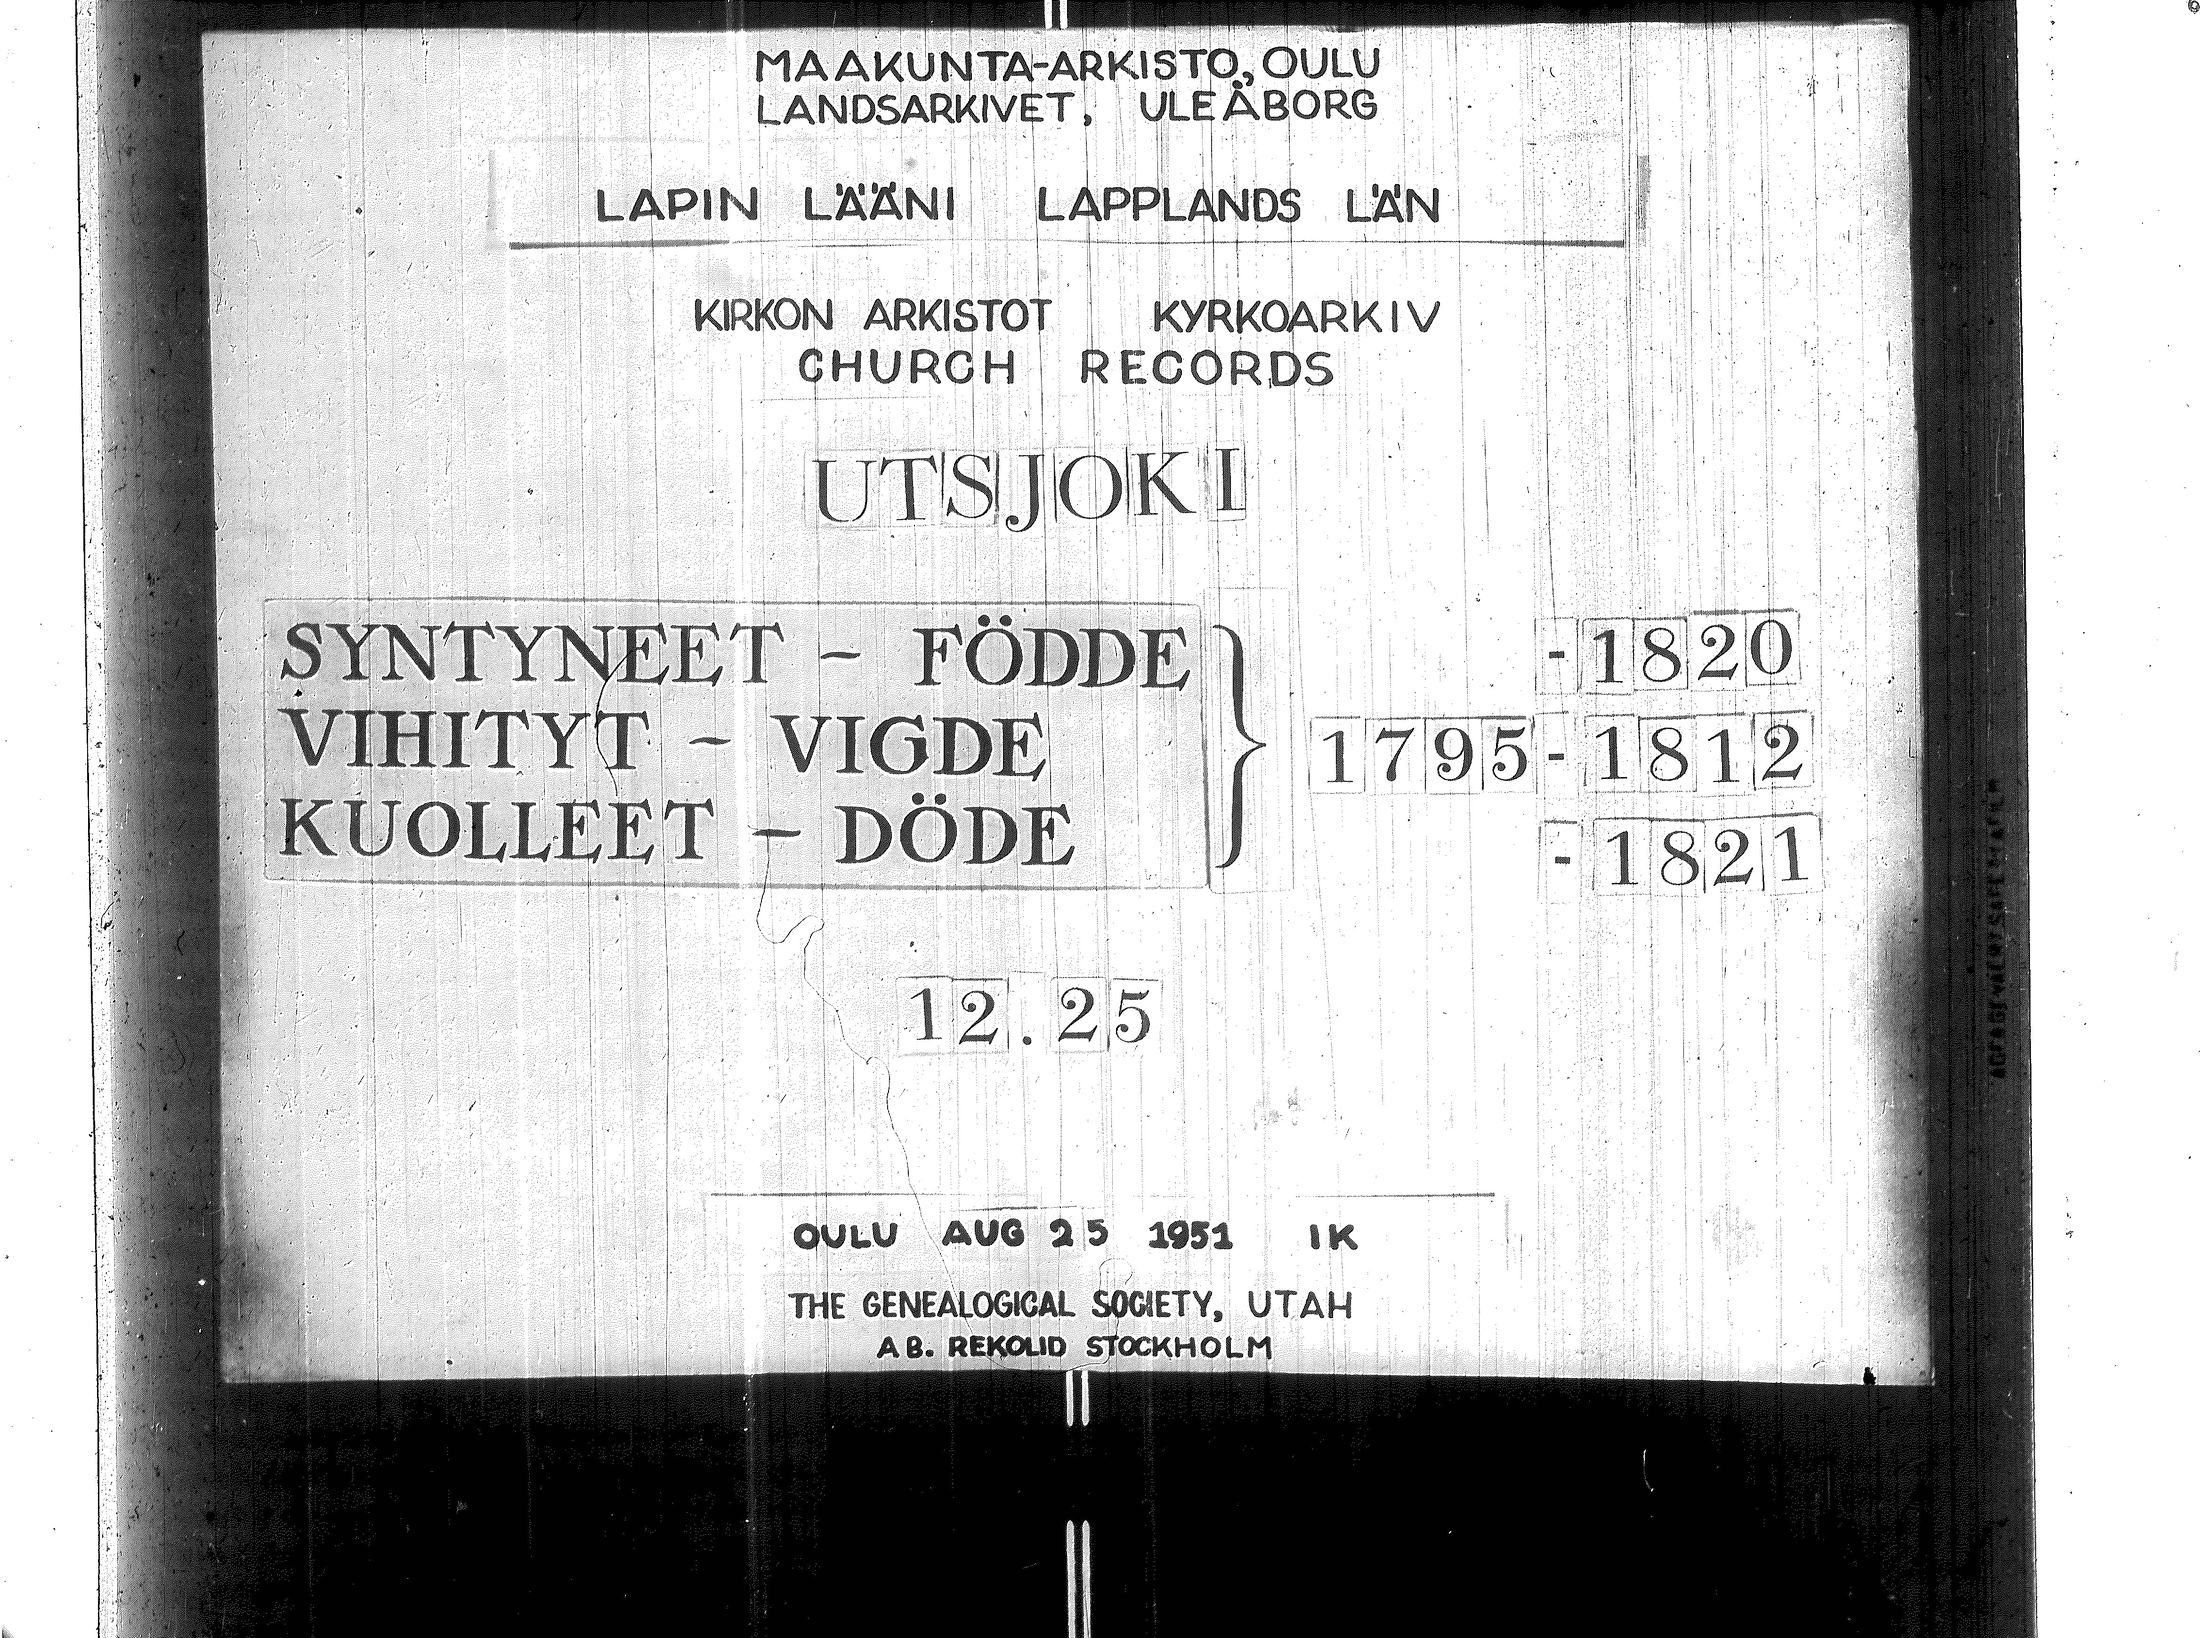 MAAKUNTA-ARKISTO, OULU
LANDSARKIVET, ULEÅBORG
LAPIN LÄÄNI LAPPLANDS LÄN
KIRKON ARKISTOT KYRKOARKIV
CHURCH RECORDS
UTSJOKI
SYNTYNEET - FÖDDE } -1820
VIHITYT - VIGDE 1795-1812
KUOLLEET - DÖDE -1821
12.25
OULU AUG 25 1951 IK
THE GENEALOGICAL SOCIETY, UTAH
AB. REKOLID STOCKHOLM